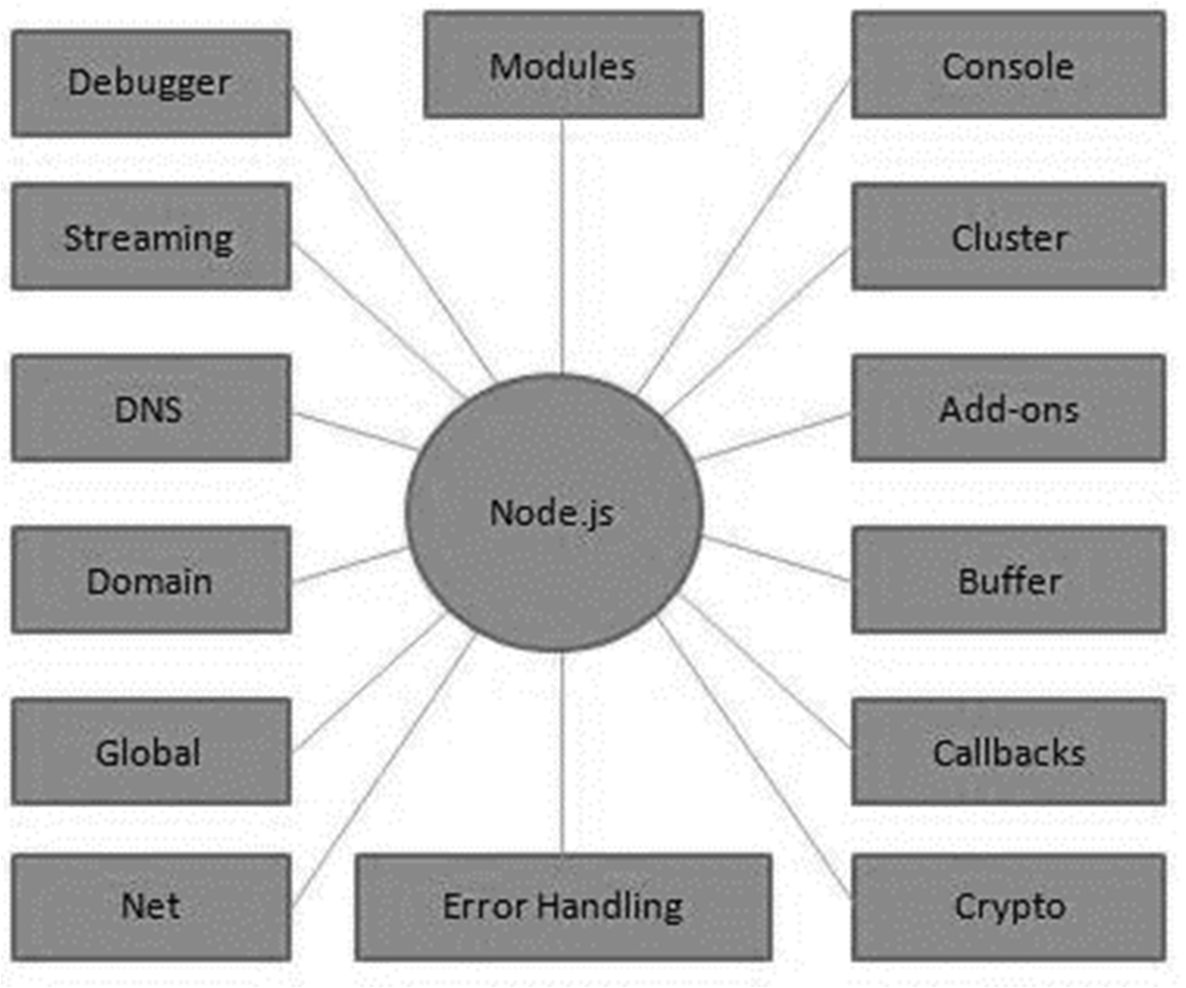 Debugger
Modules
Console
Streaming
Cluster
DNS
Add-ons
Node.js
Domain
Buffer
Global
Callbacks
Net
Error Handling
Crypto